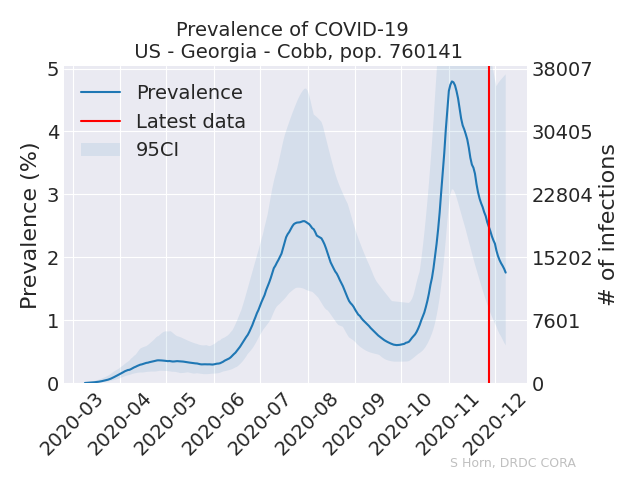 Prevalence of COVID-19
US - Georgia - Cobb, pop. 760141
Prevalence (%)
5
4
3
2
1
0
Prevalence
Latest data
95CI
38007
30405
22804
15202
7601
0
# of infections
2020-03
2020-04
2020-05
2020-06
2020-07
2020-08
2020-09
2020-10
2020-11
2020-12
S Horn, DRDC CORA